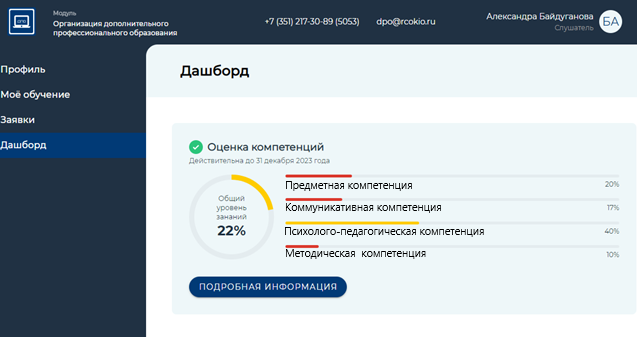 Модуль
Организация дополнительного
профессионального образования
+7 (351) 217-30-89 (5053)
dpo@rcokio.ru
Александра Байдуганова
Слушатель
БА
Профиль
Моё обучение
Заявки
Дашборд
Дашборд
Оценка компетенций
Действительна до 31 декабря 2023 года
Общий
уровень
зананий
22%
Предметная компетенция
20%
Коммуникативная компетенция
17%
Психолого-педагогическая компетенция
40%
Методическая компетенция
10%
ПОДРОБНАЯ ИНФОРМАЦИЯ